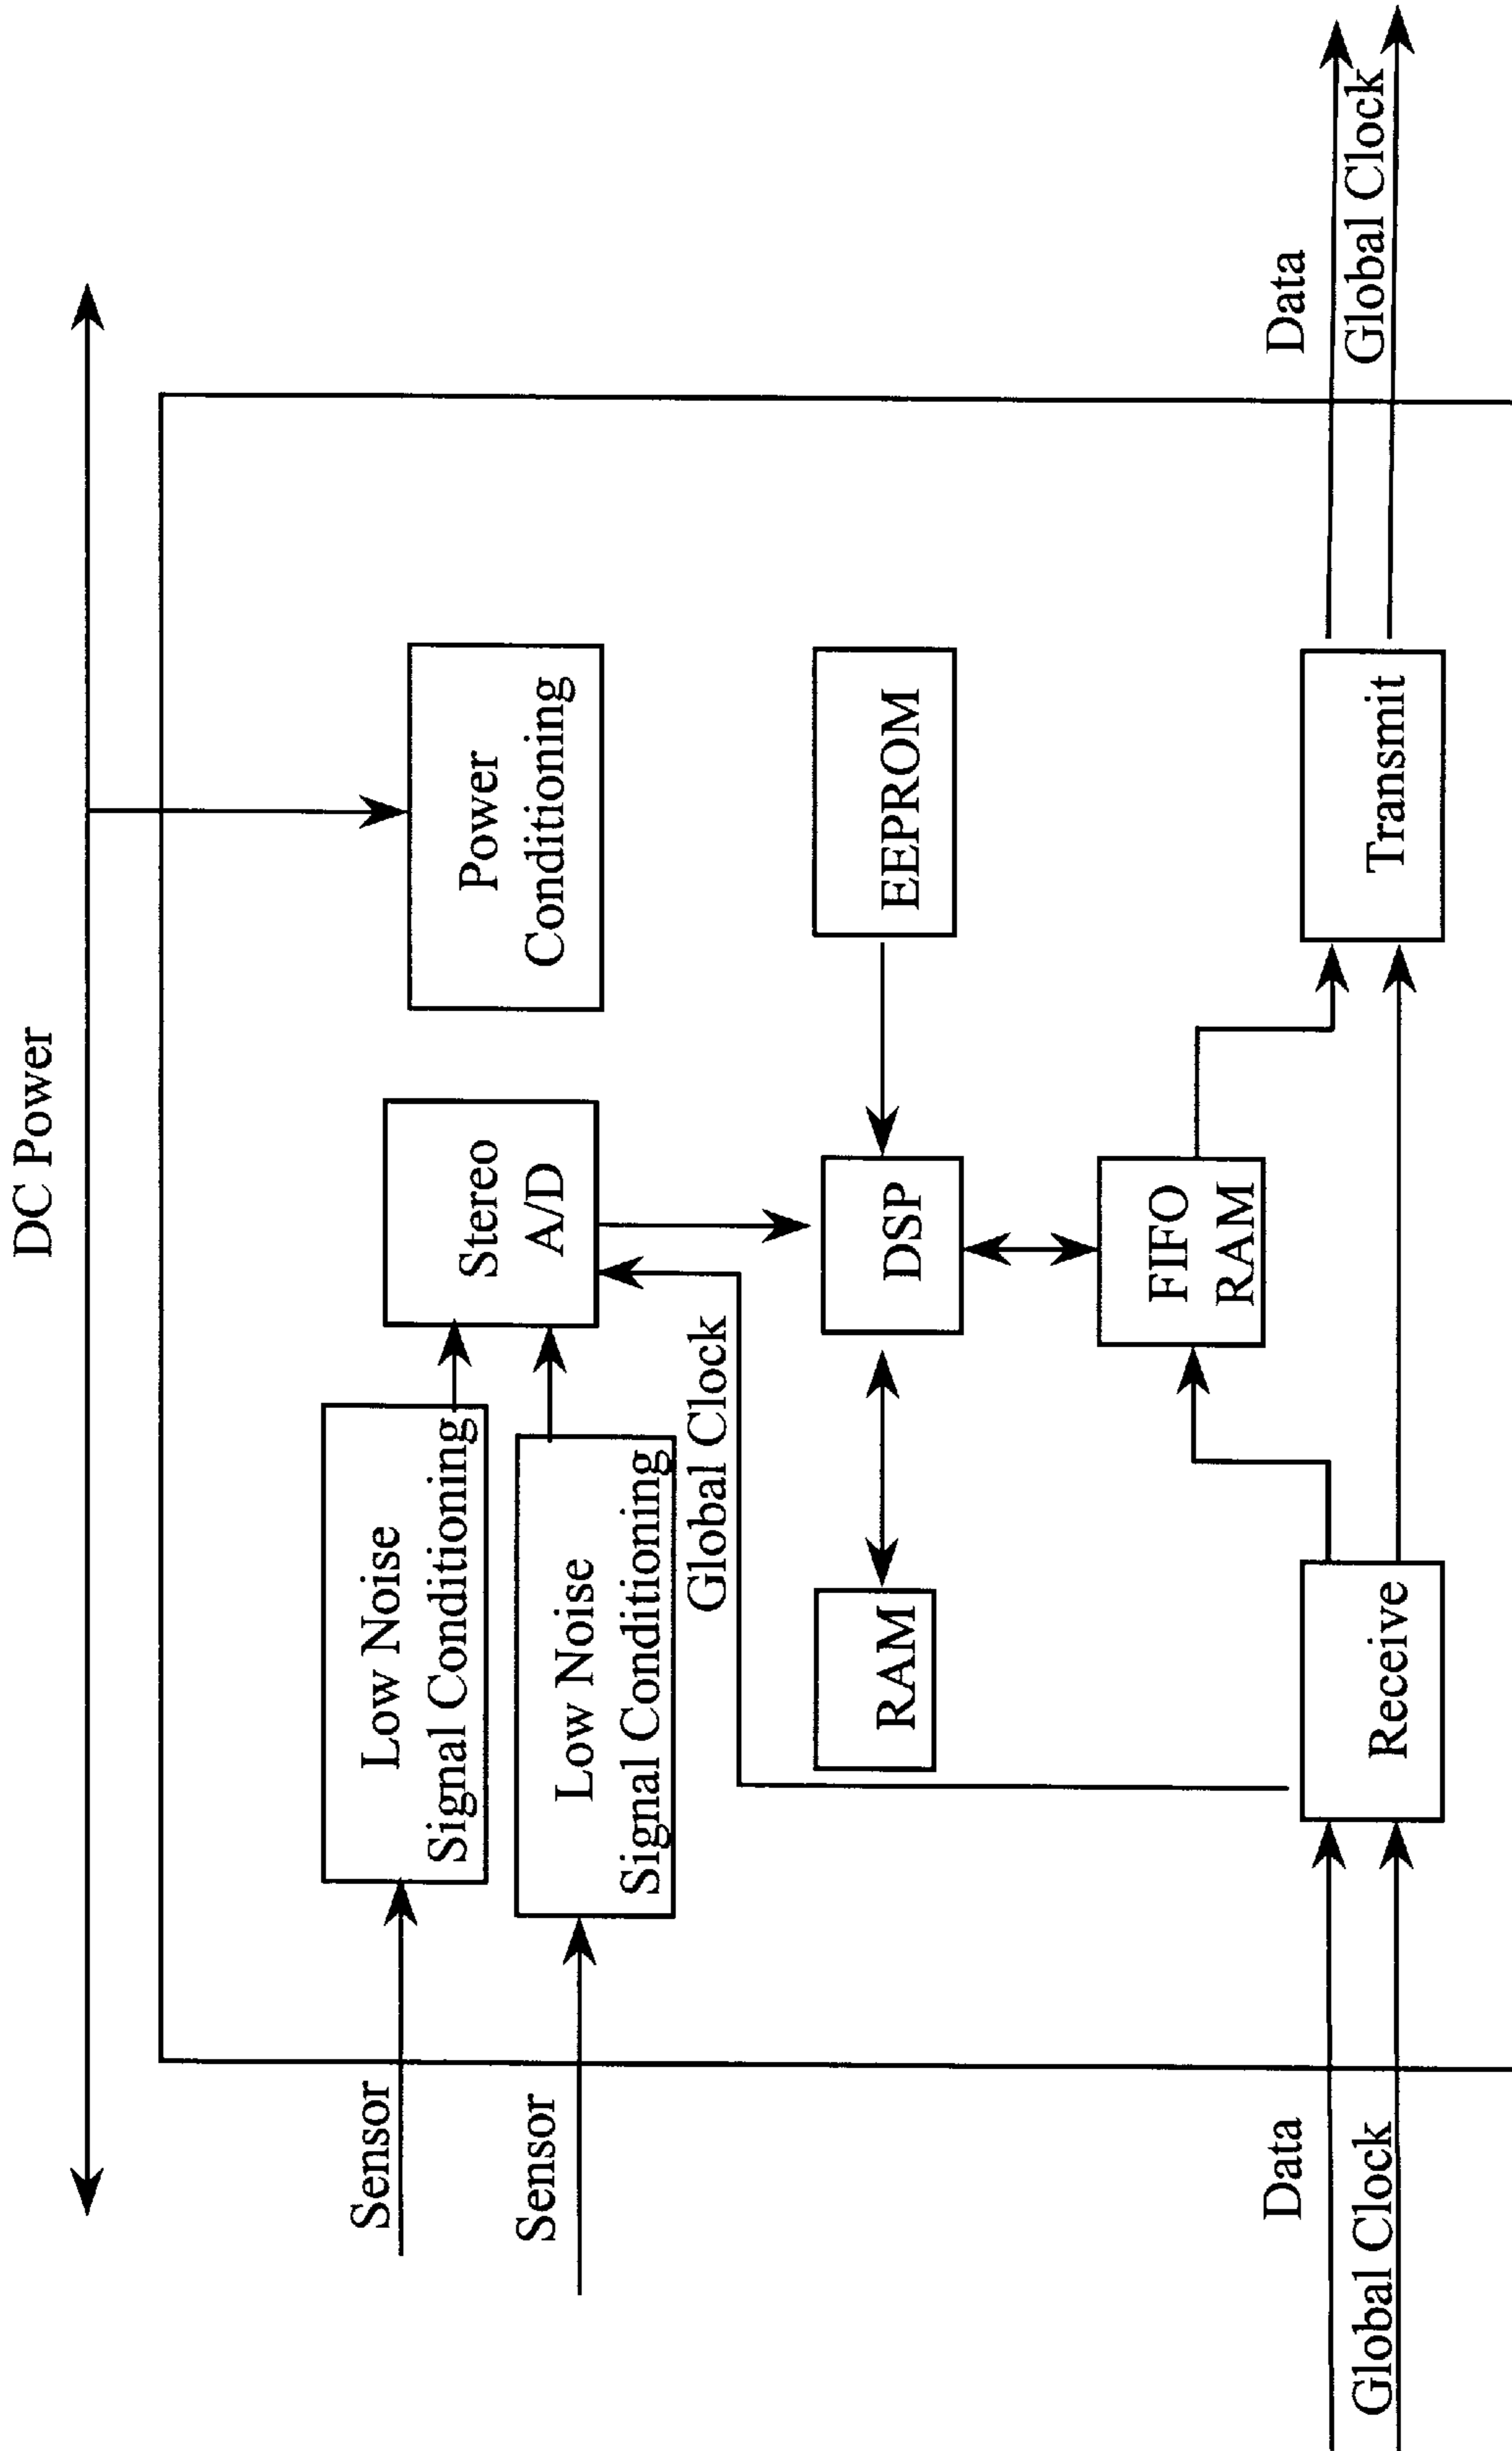 DC Power
Sensor
Low Noise
Signal Conditioning
Stereo
A/D
Power
Conditioning
Sensor
Low Noise
Signal Conditioning
Global Clock
RAM
DSP
EEPROM
FIFO
RAM
Data
Global Clock
Receive
Transmit
Data
Global Clock